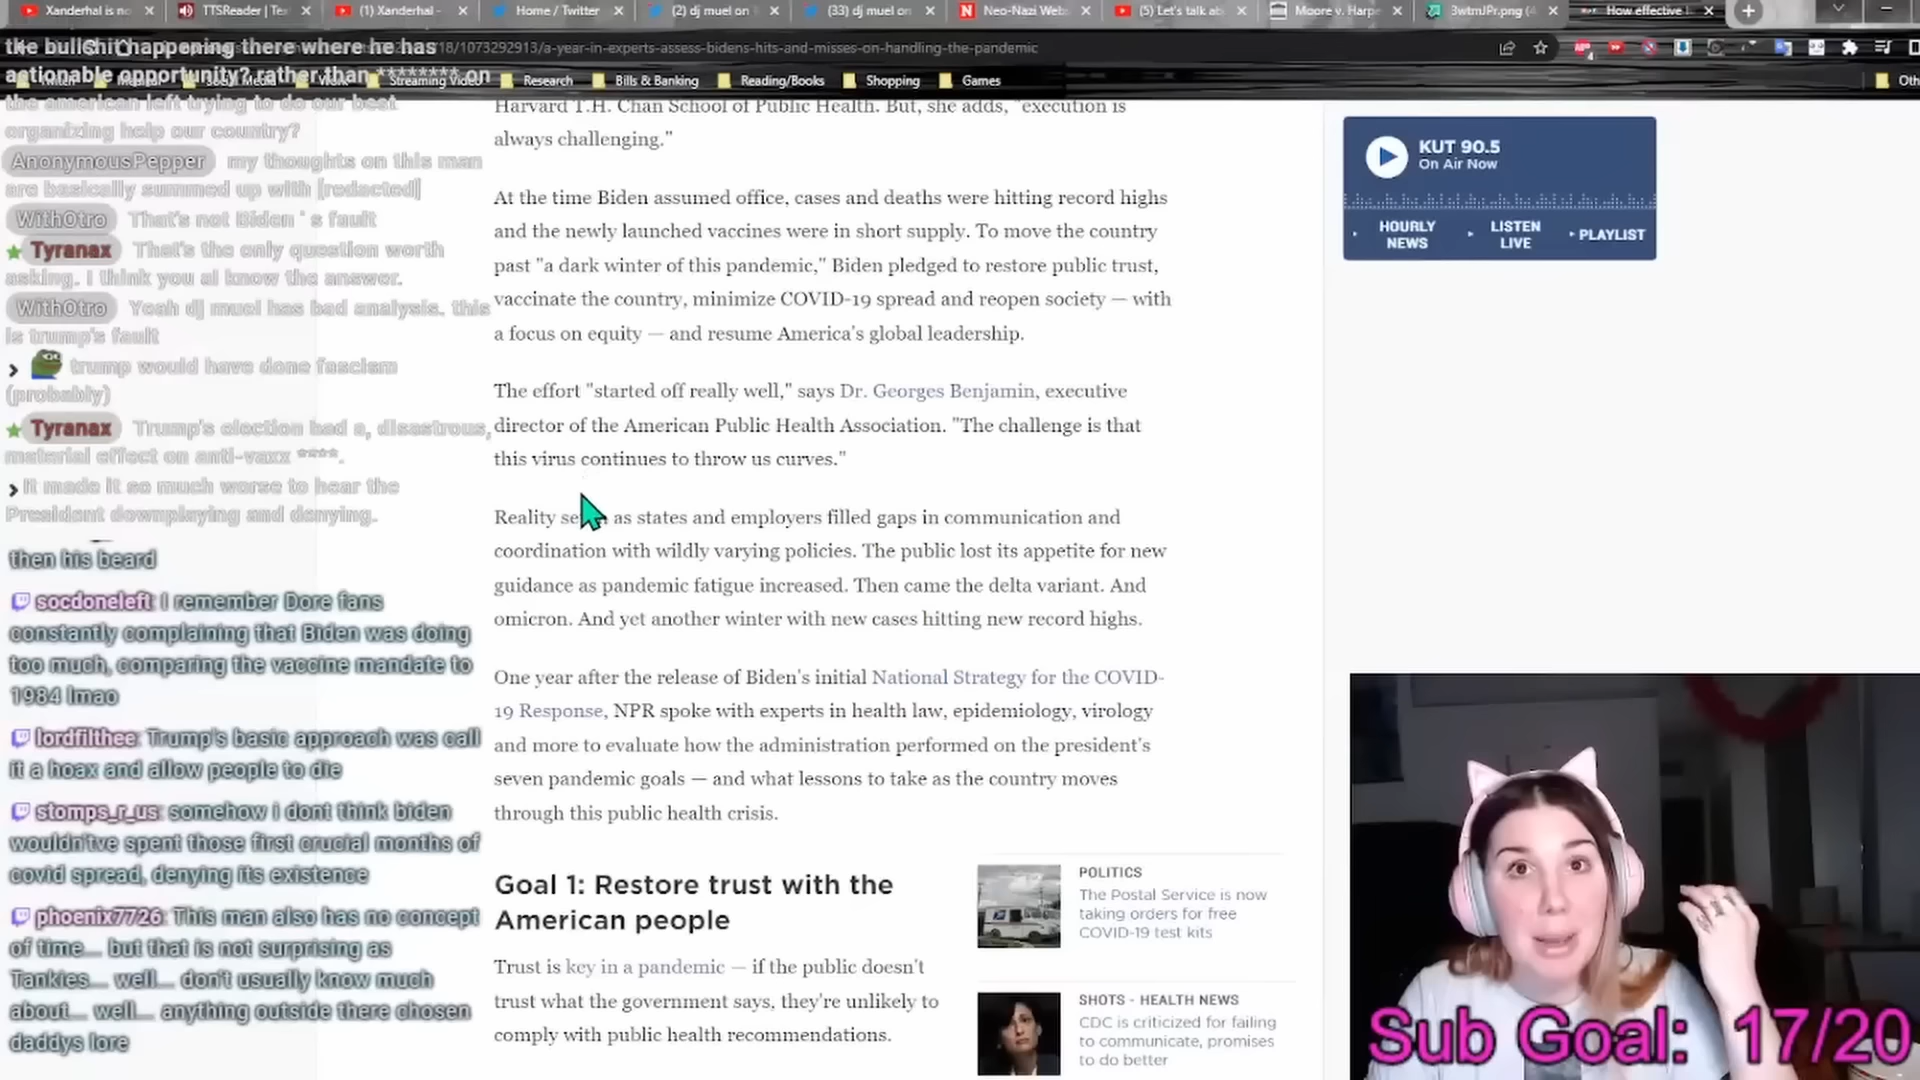 Xanderhal is no
TTSReader | Te
(1) Xanderhal -
Home / Twitter
(2) dj muel on
(33) dj muel on
Neo-Nazi Web
(5) Let's talk ab
Moore v. Harpe
3wtmJPr.png (4
How effective i
18/1073292913/a-year-in-experts-assess-bidens-hits-and-misses-on-handling-the-pandemic
Twitch
Streaming Video
Research
Bills & Banking
Reading/Books
Shopping
Games
Oth
the bullshit happening there where he has
actionable opportunity? rather than ******** on
the american left trying to do our best
organizing help our country?
AnonymousPepper my thoughts on this man
are basically summed up with [redacted]
WithOtro That's not Biden ' s fault
Tyranax That's the only question worth
asking. I think you al know the answer.
WithOtro Yeah dj muel has bad analysis. this
is trump's fault
trump would have done fascism
(probably)
Tyranax Trump's election had a, disastrous,
material effect on anti-vaxx ****.
It made it so much worse to hear the
President downplaying and denying.
then his beard
socdoneleft: I remember Dore fans
constantly complaining that Biden was doing
too much, comparing the vaccine mandate to
1984 lmao
lordfilthee: Trump's basic approach was call
it a hoax and allow people to die
stomps_r_us: somehow i dont think biden
wouldn'tve spent those first crucial months of
covid spread, denying its existence
phoenix7726: This man also has no concept
of time... but that is not surprising as
Tankies... well... don't usually know much
about... well... anything outside there chosen
daddys lore
Harvard T.H. Chan School of Public Health. But, she adds, "execution is
always challenging."
At the time Biden assumed office, cases and deaths were hitting record highs
and the newly launched vaccines were in short supply. To move the country
past "a dark winter of this pandemic," Biden pledged to restore public trust,
vaccinate the country, minimize COVID-19 spread and reopen society — with
a focus on equity — and resume America's global leadership.
The effort "started off really well," says Dr. Georges Benjamin, executive
director of the American Public Health Association. "The challenge is that
this virus continues to throw us curves."
Reality se as states and employers filled gaps in communication and
coordination with wildly varying policies. The public lost its appetite for new
guidance as pandemic fatigue increased. Then came the delta variant. And
omicron. And yet another winter with new cases hitting new record highs.
One year after the release of Biden's initial National Strategy for the COVID-
19 Response, NPR spoke with experts in health law, epidemiology, virology
and more to evaluate how the administration performed on the president's
seven pandemic goals — and what lessons to take as the country moves
through this public health crisis.
Goal 1: Restore trust with the
American people
Trust is key in a pandemic — if the public doesn't
trust what the government says, they're unlikely to
comply with public health recommendations.
POLITICS
The Postal Service is now
taking orders for free
COVID-19 test kits
SHOTS - HEALTH NEWS
CDC is criticized for failing
to communicate, promises
to do better
KUT 90.5
On Air Now
HOURLY
NEWS
LISTEN
LIVE
PLAYLIST
Sub Goal: 17/20